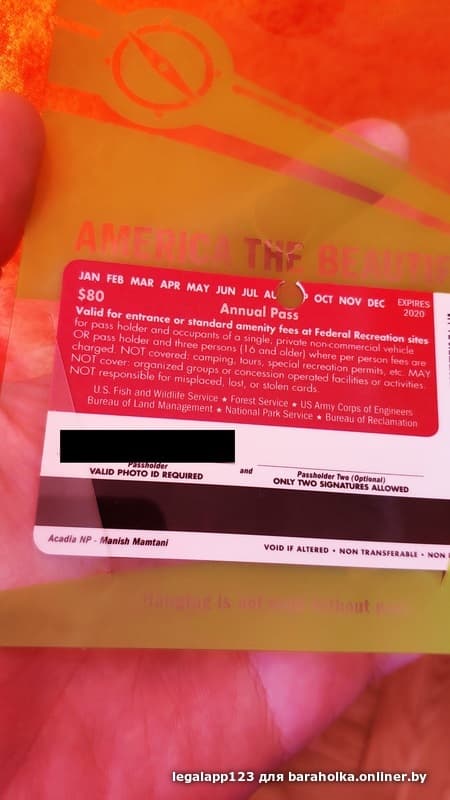 AMERICA THE BEAUTIF
JAN FEB MAR APR MAY JUN JUL AU OCT NOV DEC EXPIRES
2020
$80
Annual Pass
Valid for entrance or standard amenity fees at Federal Recreation sites
for pass holder and occupants of a single, private non-commercial vehicle
OR pass holder and three persons (16 and older) where per person fees are
charged. NOT covered: camping, tours, special recreation permits, etc. MAY
NOT cover: organized groups or concession operated facilities or activities.
NOT responsible for misplaced, lost, or stolen cards.
U.S. Fish and Wildlife Service ★ Forest Service ★ US Army Corps of Engineers
Bureau of Land Management ★ National Park Service ★ Bureau of Reclamation
Passholder and Passholder Two (Optional)
VALID PHOTO ID REQUIRED ONLY TWO SIGNATURES ALLOWED
Acadia NP - Manish Mamtani VOID IF ALTERED • NON TRANSFERABLE • NON
Hanging is not valid without
legalapp123 для baraholka.onliner.by